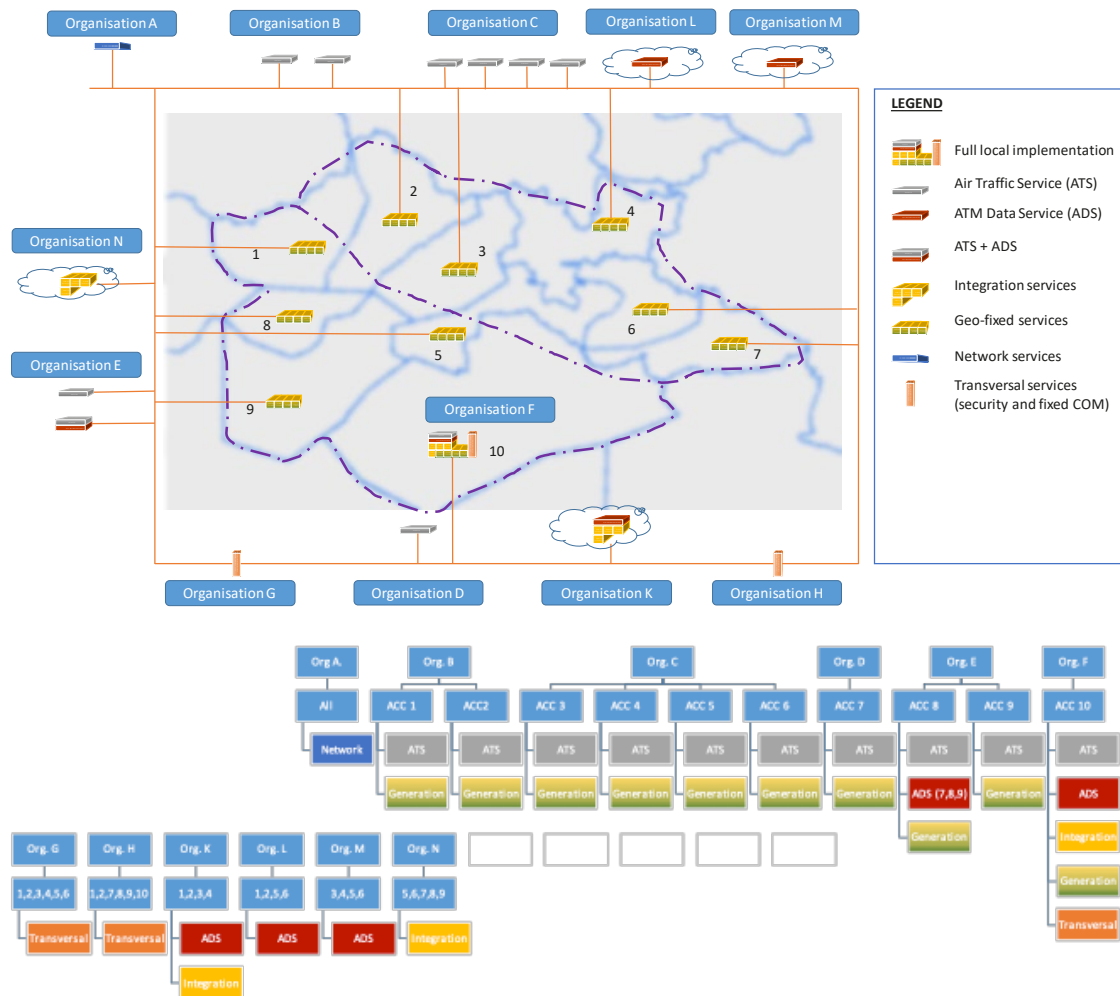 Organisation A
Organisation B
Organisation C
Organisation L
Organisation M
LEGEND
Full local implementation
Air Traffic Service (ATS)
ATM Data Service (ADS)
ATS + ADS
Integration services
Geo-fixed services
Network services
Transversal services
(security and fixed COM)
2
4
1
3
Organisation N
8
5
6
7
Organisation E
9
Organisation F
10
Organisation G
Organisation D
Organisation K
Organisation H
Org A.
Org. B
Org. C
Org. D
Org. E
Org. F
All
ACC 1
ACC2
ACC 3
ACC 4
ACC 5
ACC 6
ACC 7
ACC 8
ACC 9
ACC 10
Network
ATS
ATS
ATS
ATS
ATS
ATS
ATS
ATS
ATS
ATS
Generation
Generation
Generation
Generation
Generation
Generation
Generation
ADS (7,8,9)
Generation
ADS
Generation
Integration
Generation
Transversal
Org. G
Org. H
Org. K
Org. L
Org. M
Org. N
1,2,3,4,5,6
1,2,7,8,9,10
1,2,3,4
1,2,5,6
3,4,5,6
5,6,7,8,9
Transversal
Transversal
ADS
ADS
ADS
Integration
Integration